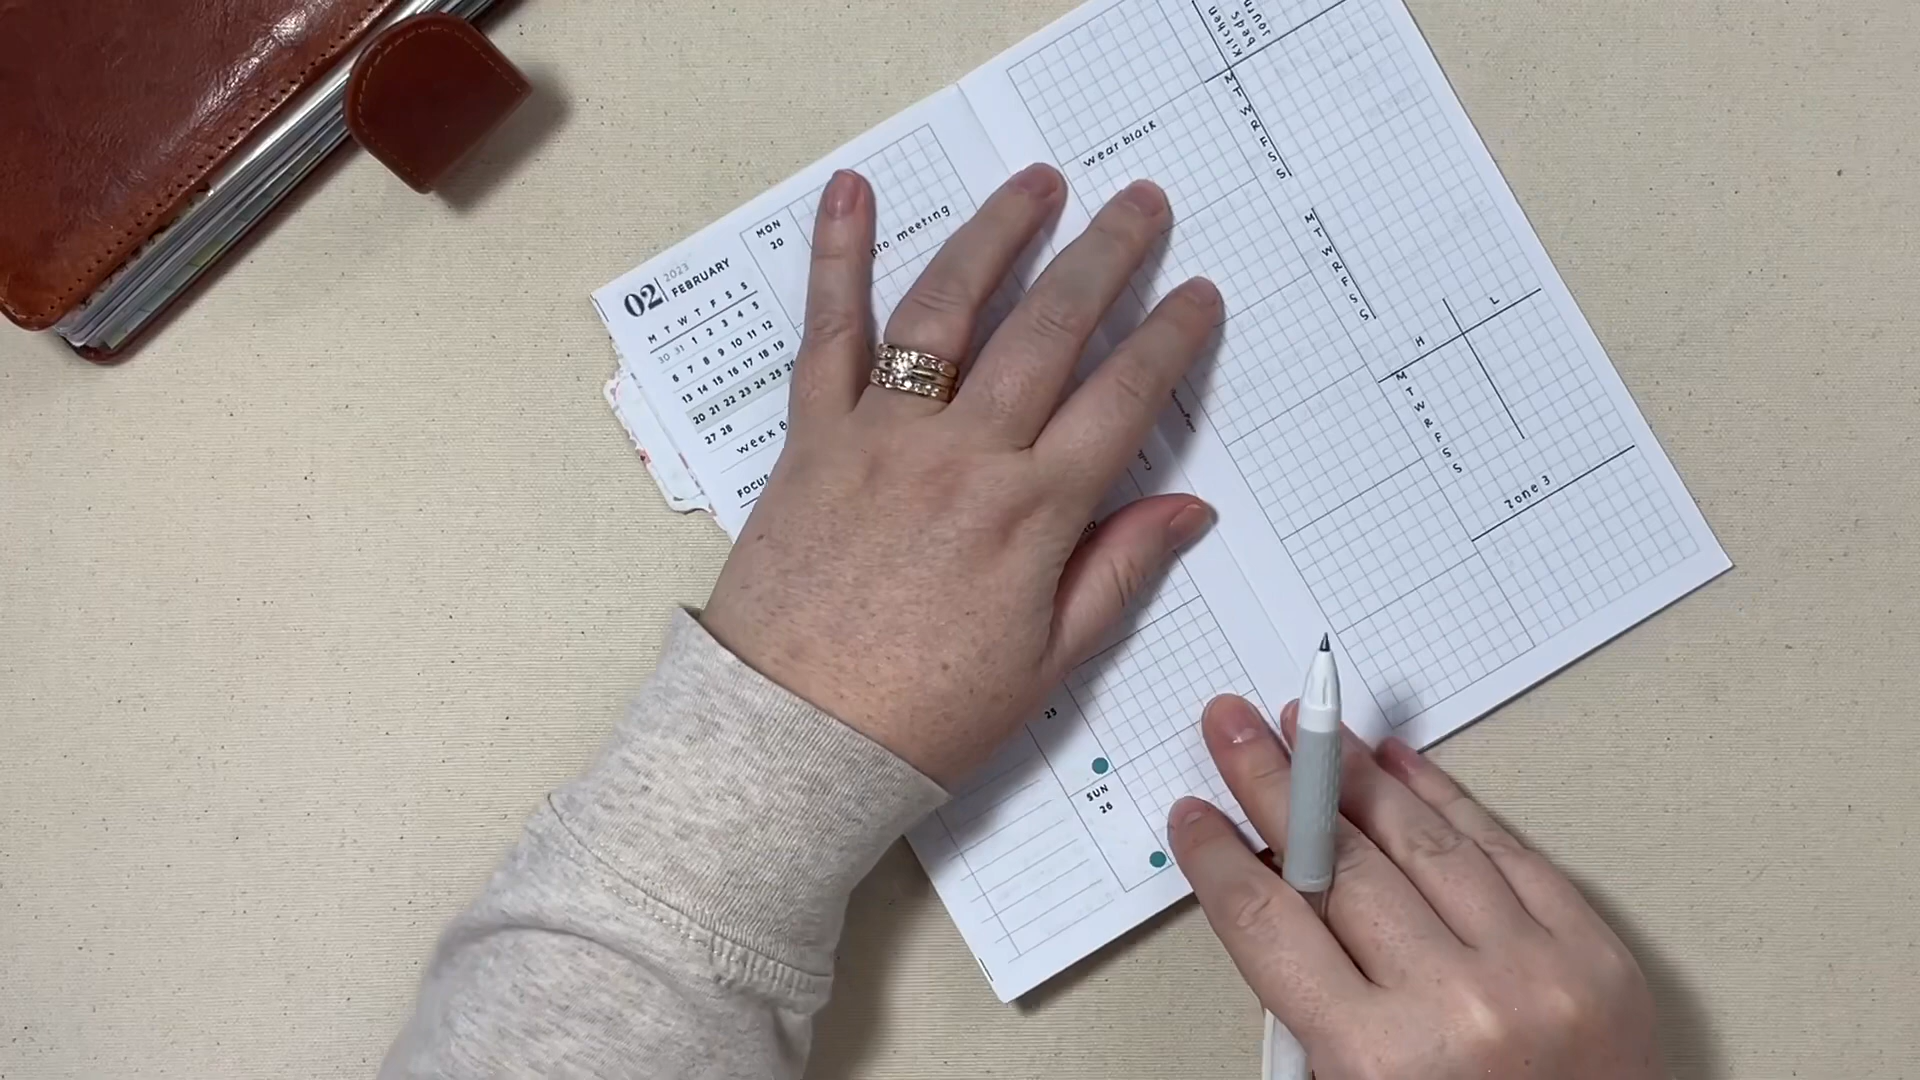 02
2023
FEBRUARY
M T W T F S S
30 31 1 2 3 4 5
6 7 8 9 10 11 12
13 14 15 16 17 18 19
20 21 22 23 24 25 26
27 28
week 8
FOCUS
MON
20
pto meeting
25
SUN
26
wear black
Kitchen
beds
M
T
W
R
F
S
S
M
T
W
R
F
S
S
H L
M
T
W
R
F
S
S
Zone 3